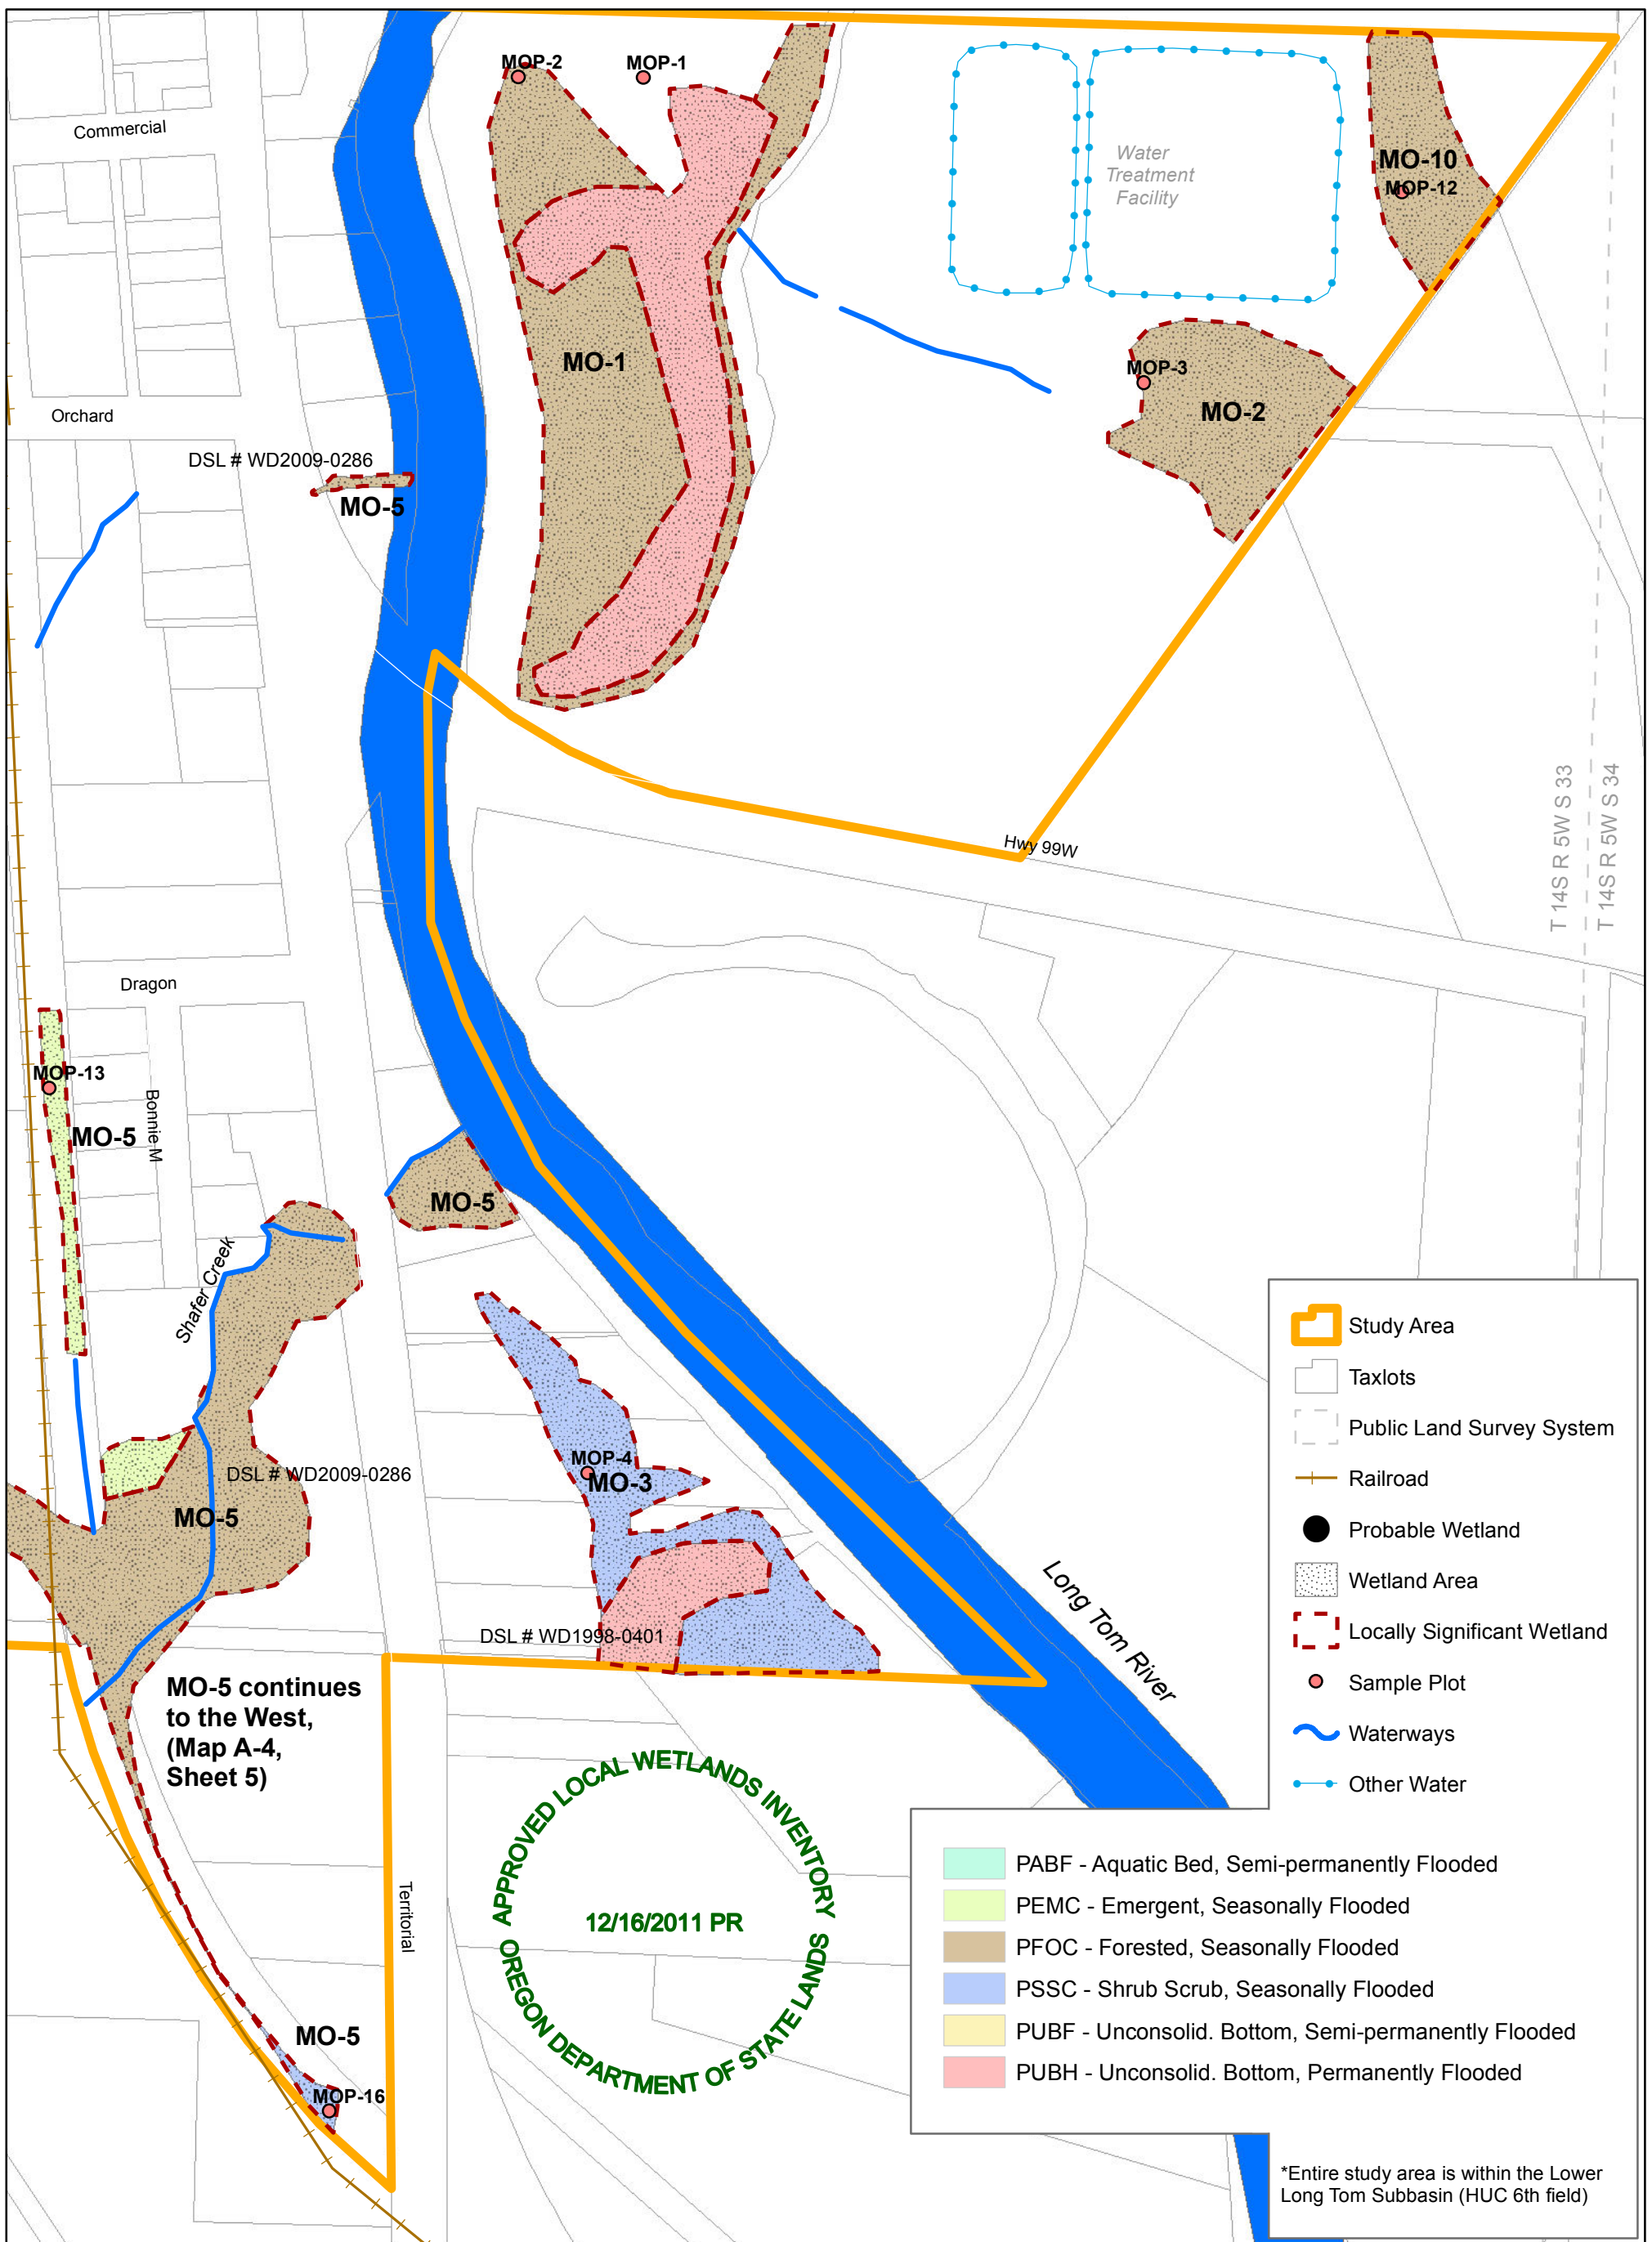 MOP-2
MOP-1
Commercial
Water
Treatment
Facility
MO-10
MOP-12
MO-1
MOP-3
MO-2
Orchard
DSL # WD2009-0286
MO-5
Hwy 99W
T 14S R 5W S 33
T 14S R 5W S 34
Dragon
MOP-13
Bonnie M
MO-5
MO-5
Shafer Creek
MOP-4
MO-3
DSL # WD2009-0286
MO-5
DSL # WD1998-0401
Long Tom River
MO-5 continues
to the West,
(Map A-4,
Sheet 5)
Territorial
MO-5
MOP-16
APPROVED LOCAL WETLANDS INVENTORY
12/16/2011 PR
OREGON DEPARTMENT OF STATE LANDS
Study Area
Taxlots
Public Land Survey System
Railroad
Probable Wetland
Wetland Area
Locally Significant Wetland
Sample Plot
Waterways
Other Water
PABF - Aquatic Bed, Semi-permanently Flooded
PEMC - Emergent, Seasonally Flooded
PFOC - Forested, Seasonally Flooded
PSSC - Shrub Scrub, Seasonally Flooded
PUBF - Unconsolid. Bottom, Semi-permanently Flooded
PUBH - Unconsolid. Bottom, Permanently Flooded
*Entire study area is within the Lower
Long Tom Subbasin (HUC 6th field)